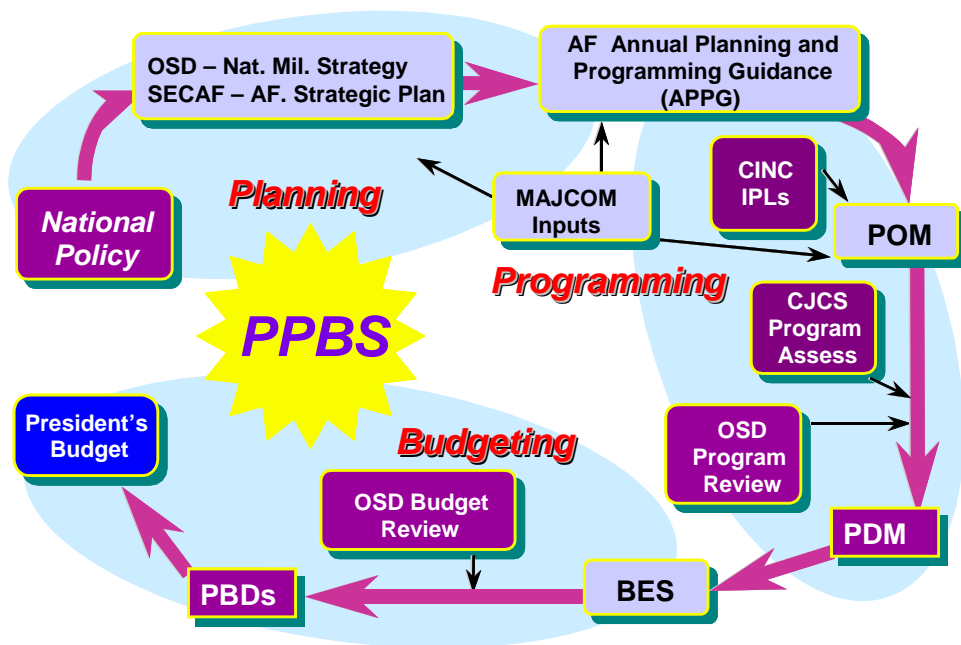 OSD – Nat. Mil. Strategy
SECAF – AF. Strategic Plan
AF Annual Planning and
Programming Guidance
(APPG)
National
Policy
Planning
MAJCOM
Inputs
CINC
IPLs
POM
Programming
PPBS
CJCS
Program
Assess
OSD
Program
Review
PDM
Budgeting
OSD Budget
Review
BES
PBDs
President’s
Budget